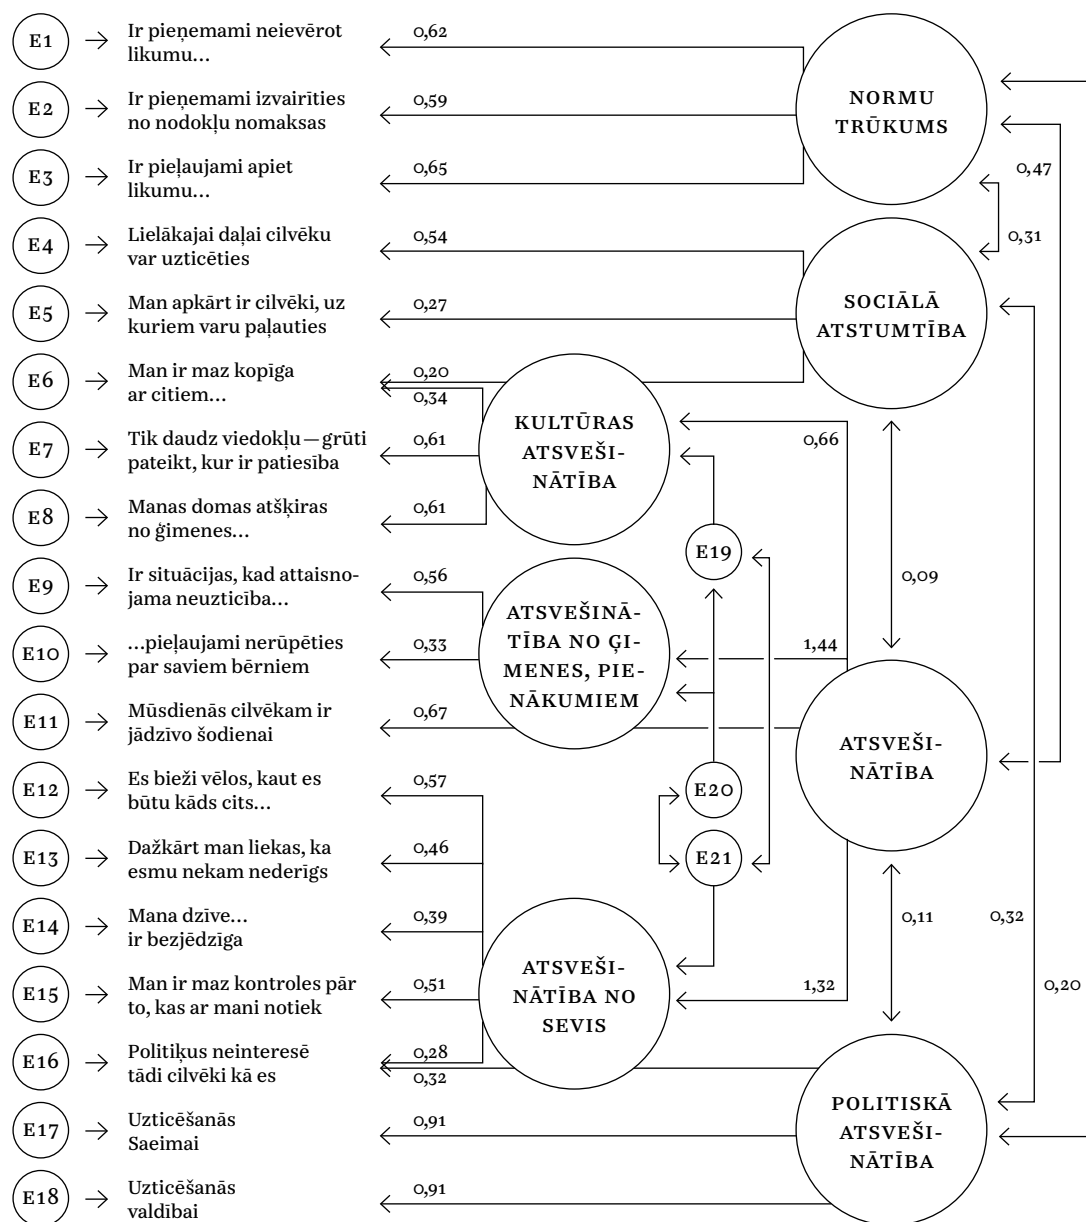 E1
Ir pieņemami neievērot
likumu…
0,62
E2
Ir pieņemami izvairīties
no nodokļu nomaksas
0,59
E3
Ir pieļaujami apiet
likumu…
0,65
NORMU
TRŪKUMS
0,47
0,31
E4
Lielākajai daļai cilvēku
var uzticēties
0,54
E5
Man apkārt ir cilvēki, uz
kuriem varu paļauties
0,27
SOCIĀLĀ
ATSTUMTĪBA
E6
Man ir maz kopīga
ar citiem…
0,20
0,34
E7
Tik daudz viedokļu — grūti
pateikt, kur ir patiesība
0,61
E8
Manas domas atšķiras
no ģimenes…
0,61
KULTŪRAS
ATSVEŠI-
NĀTĪBA
0,66
E19
0,09
E9
Ir situācijas, kad attaisno-
jama neuzticība…
0,56
E10
…pieļaujami nerūpēties
par saviem bērniem
0,33
ATSVEŠINĀ-
TĪBA NO ĢI-
MENES, PIE-
NĀKUMIEM
1,44
E11
Mūsdienās cilvēkam ir
jādzīvo šodienai
0,67
ATSVEŠI-
NĀTĪBA
E12
Es bieži vēlos, kaut es
būtu kāds cits…
0,57
E20
E13
Dažkārt man liekas, ka
esmu nekam nederīgs
0,46
E21
E14
Mana dzīve…
ir bezjēdzīga
0,39
0,11
0,32
E15
Man ir maz kontroles pār
to, kas ar mani notiek
0,51
ATSVEŠI-
NĀTĪBA NO
SEVIS
1,32
0,20
E16
Politiķus neinteresē
tādi cilvēki kā es
0,28
0,32
E17
Uzticēšanās
Saeimai
0,91
POLITISKĀ
ATSVEŠI-
NĀTĪBA
E18
Uzticēšanās
valdībai
0,91